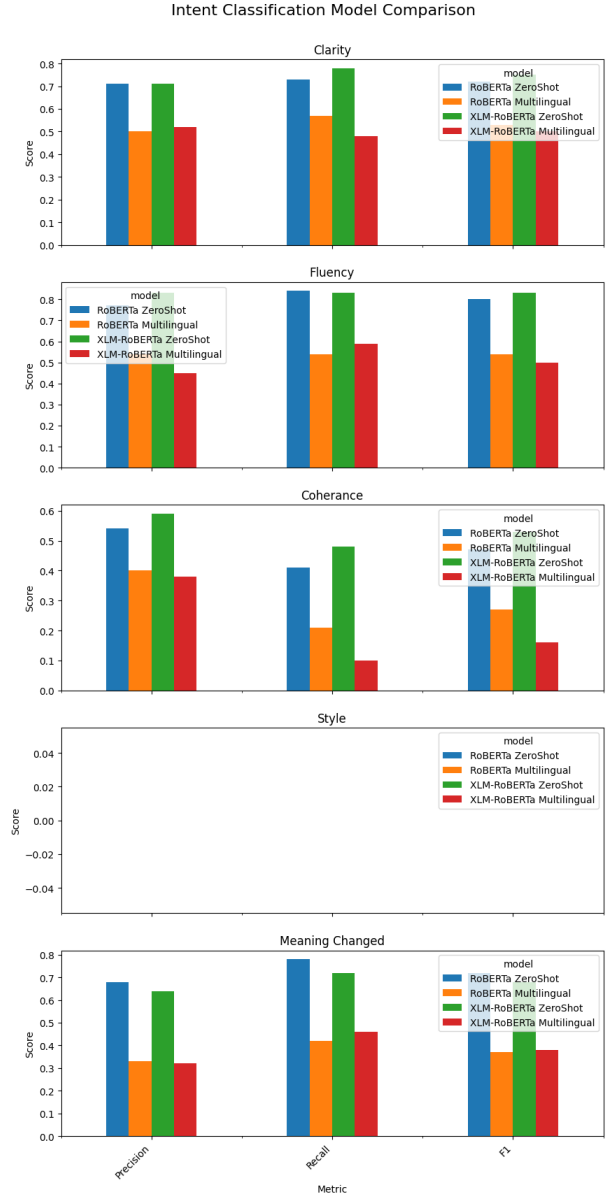 Intent Classification Model Comparison
Clarity
Score
0.8
0.7
0.6
0.5
0.4
0.3
0.2
0.1
0.0
model
RoBERTa ZeroShot
RoBERTa Multilingual
XLM-RoBERTa ZeroShot
XLM-RoBERTa Multilingual
Fluency
Score
0.8
0.7
0.6
0.5
0.4
0.3
0.2
0.1
0.0
model
RoBERTa ZeroShot
RoBERTa Multilingual
XLM-RoBERTa ZeroShot
XLM-RoBERTa Multilingual
Coherance
Score
0.6
0.5
0.4
0.3
0.2
0.1
0.0
model
RoBERTa ZeroShot
RoBERTa Multilingual
XLM-RoBERTa ZeroShot
XLM-RoBERTa Multilingual
Style
Score
0.04
0.02
0.00
−0.02
−0.04
model
RoBERTa ZeroShot
RoBERTa Multilingual
XLM-RoBERTa ZeroShot
XLM-RoBERTa Multilingual
Meaning Changed
Score
0.8
0.7
0.6
0.5
0.4
0.3
0.2
0.1
0.0
model
RoBERTa ZeroShot
RoBERTa Multilingual
XLM-RoBERTa ZeroShot
XLM-RoBERTa Multilingual
Precision
Recall
F1
Metric